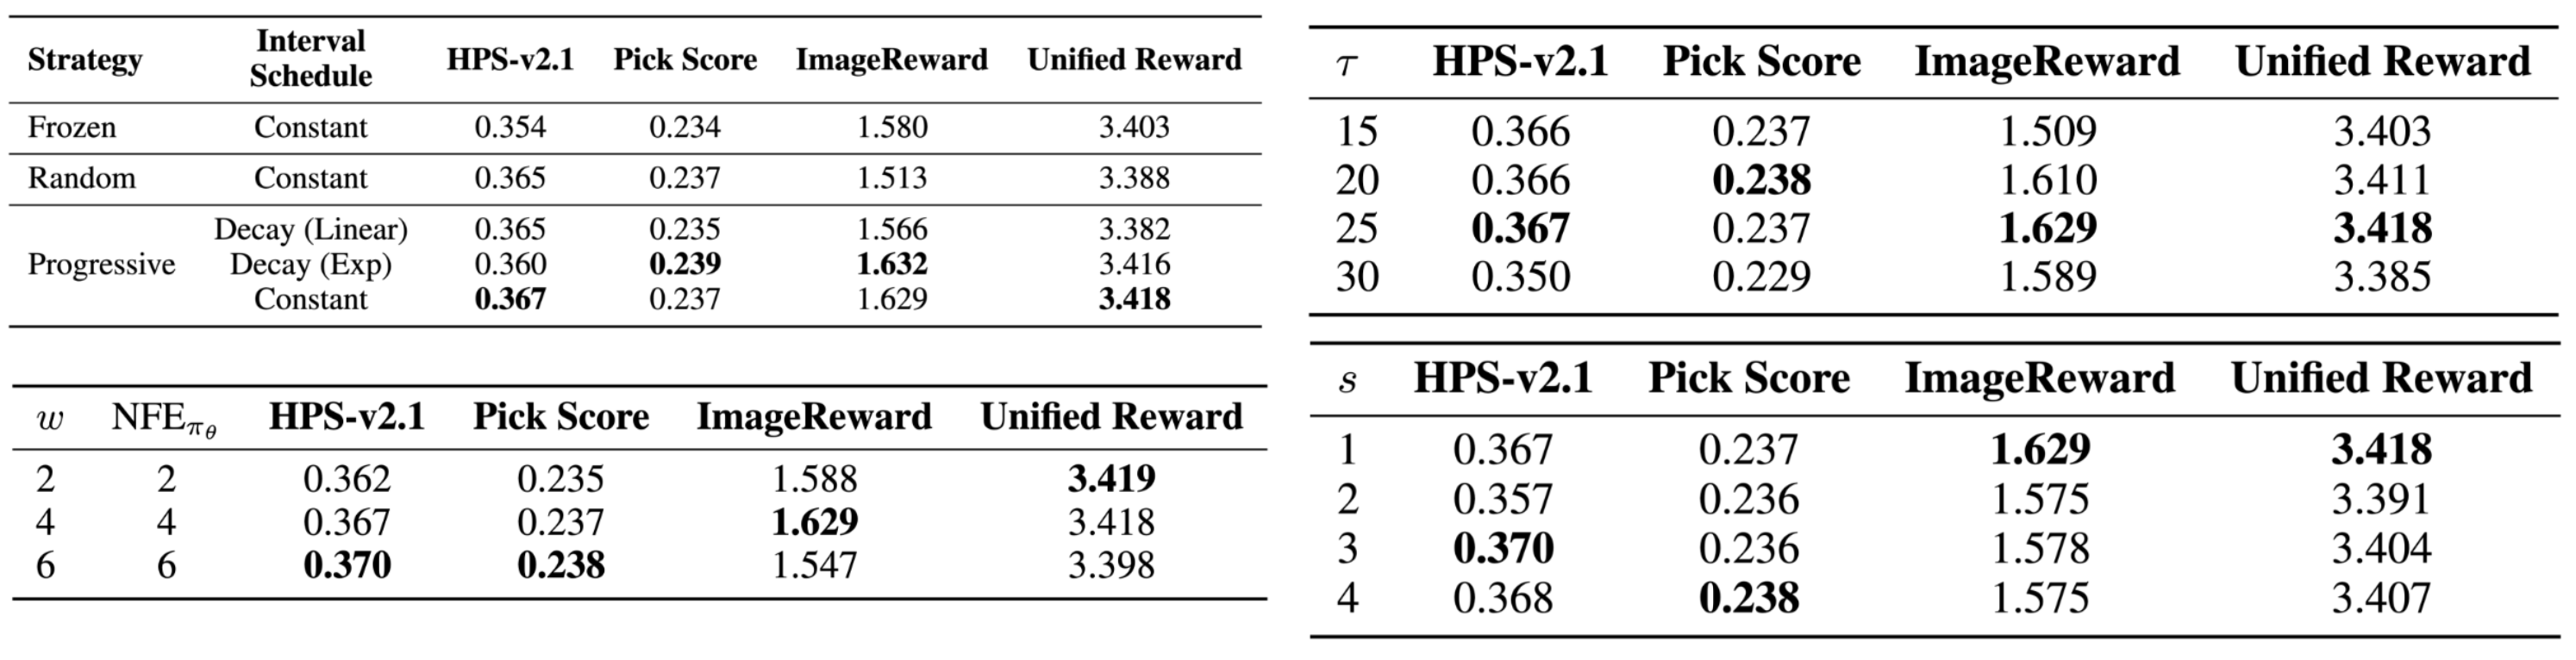 Strategy Interval Schedule HPS-v2.1 Pick Score ImageReward Unified Reward
Frozen Constant 0.354 0.234 1.580 3.403
Random Constant 0.365 0.237 1.513 3.388
Progressive Decay (Linear) 0.365 0.235 1.566 3.382
Decay (Exp) 0.360 0.239 1.632 3.416
Constant 0.367 0.237 1.629 3.418
w NFE_{π_θ} HPS-v2.1 Pick Score ImageReward Unified Reward
2 2 0.362 0.235 1.588 3.419
4 4 0.367 0.237 1.629 3.418
6 6 0.370 0.238 1.547 3.398
τ HPS-v2.1 Pick Score ImageReward Unified Reward
15 0.366 0.237 1.509 3.403
20 0.366 0.238 1.610 3.411
25 0.367 0.237 1.629 3.418
30 0.350 0.229 1.589 3.385
s HPS-v2.1 Pick Score ImageReward Unified Reward
1 0.367 0.237 1.629 3.418
2 0.357 0.236 1.575 3.391
3 0.370 0.236 1.578 3.404
4 0.368 0.238 1.575 3.407